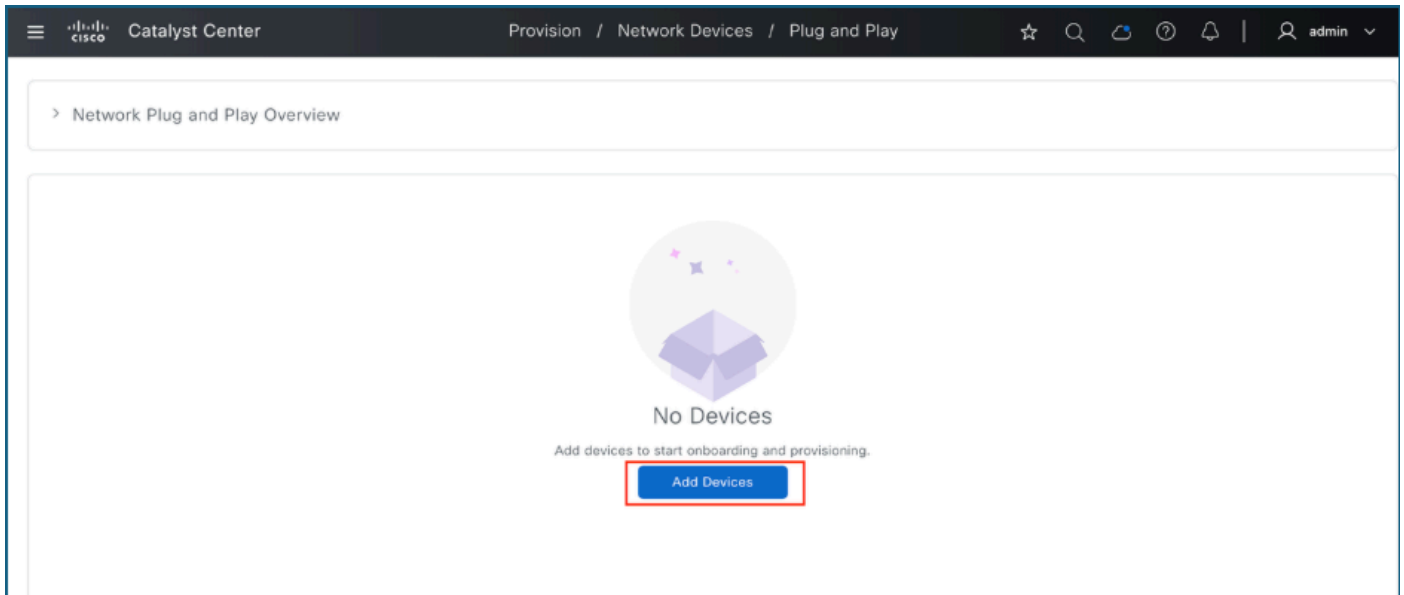 cisco Catalyst Center Provision / Network Devices / Plug and Play admin
Network Plug and Play Overview
No Devices
Add devices to start onboarding and provisioning.
Add Devices